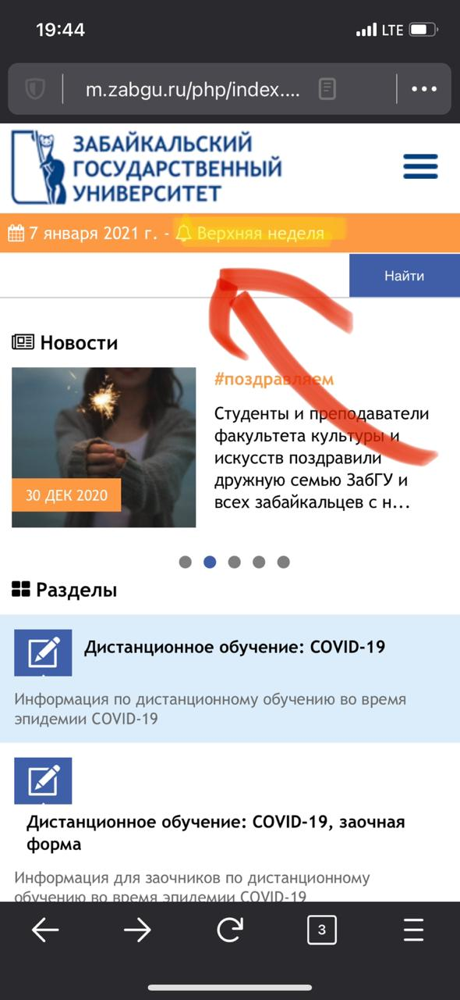 19:44
LTE
m.zabgu.ru/php/index....
ЗАБАЙКАЛЬСКИЙ
ГОСУДАРСТВЕННЫЙ
УНИВЕРСИТЕТ
7 января 2021 г. - Верхняя неделя
Найти
Новости
#поздравляем
Студенты и преподаватели
факультета культуры и
искусств поздравили
дружную семью ЗабГУ и
всех забайкальцев с н...
30 ДЕК 2020
Разделы
Дистанционное обучение: COVID-19
Информация по дистанционному обучению во время
эпидемии COVID-19
Дистанционное обучение: COVID-19, заочная
форма
Информация для заочников по дистанционному
обучению во время эпидемии COVID-19
3